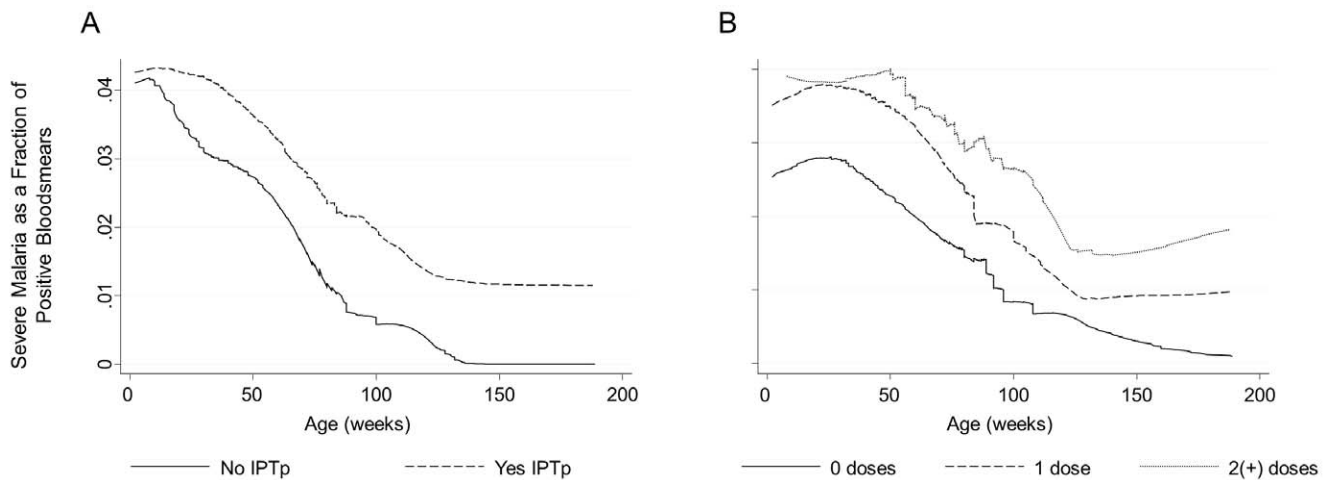 A
B
Severe Malaria as a Fraction of
Positive Bloodsmears
.04
.03
.02
.01
0
0 50 100 150 200
0 50 100 150 200
Age (weeks)
Age (weeks)
No IPTp
Yes IPTp
0 doses
1 dose
2(+) doses